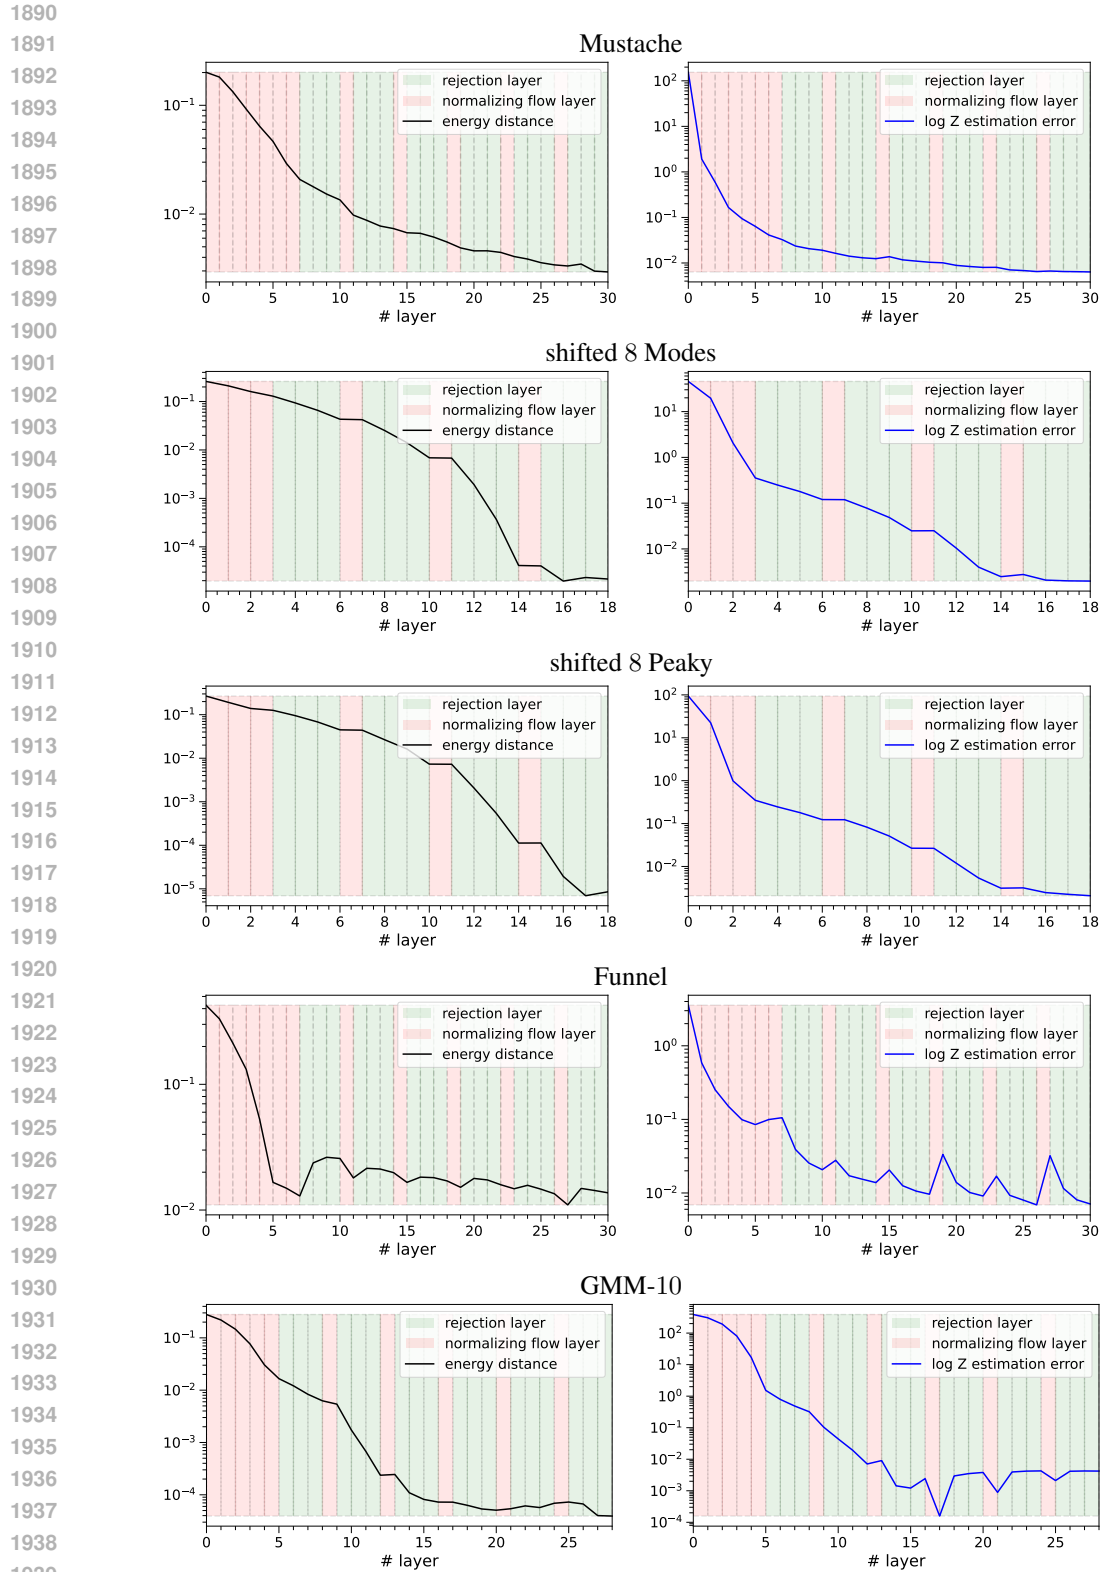 1890
1891
1892
1893
1894
1895
1896
1897
1898
1899
1900
1901
1902
1903
1904
1905
1906
1907
1908
1909
1910
1911
1912
1913
1914
1915
1916
1917
1918
1919
1920
1921
1922
1923
1924
1925
1926
1927
1928
1929
1930
1931
1932
1933
1934
1935
1936
1937
1938
Mustache
rejection layer
normalizing flow layer
energy distance
10⁻¹
10⁻²
0 5 10 15 20 25 30
# layer
rejection layer
normalizing flow layer
log Z estimation error
10²
10¹
10⁰
10⁻¹
10⁻²
0 5 10 15 20 25 30
# layer
shifted 8 Modes
rejection layer
normalizing flow layer
energy distance
10⁻¹
10⁻²
10⁻³
10⁻⁴
0 2 4 6 8 10 12 14 16 18
# layer
rejection layer
normalizing flow layer
log Z estimation error
10¹
10⁰
10⁻¹
10⁻²
0 2 4 6 8 10 12 14 16 18
# layer
shifted 8 Peaky
rejection layer
normalizing flow layer
energy distance
10⁻¹
10⁻²
10⁻³
10⁻⁴
10⁻⁵
0 2 4 6 8 10 12 14 16 18
# layer
rejection layer
normalizing flow layer
log Z estimation error
10²
10¹
10⁰
10⁻¹
10⁻²
0 2 4 6 8 10 12 14 16 18
# layer
Funnel
rejection layer
normalizing flow layer
energy distance
10⁻¹
10⁻²
0 5 10 15 20 25 30
# layer
rejection layer
normalizing flow layer
log Z estimation error
10⁰
10⁻¹
10⁻²
0 5 10 15 20 25 30
# layer
GMM-10
rejection layer
normalizing flow layer
energy distance
10⁻¹
10⁻²
10⁻³
10⁻⁴
0 5 10 15 20 25
# layer
rejection layer
normalizing flow layer
log Z estimation error
10²
10¹
10⁰
10⁻¹
10⁻²
10⁻³
10⁻⁴
0 5 10 15 20 25
# layer